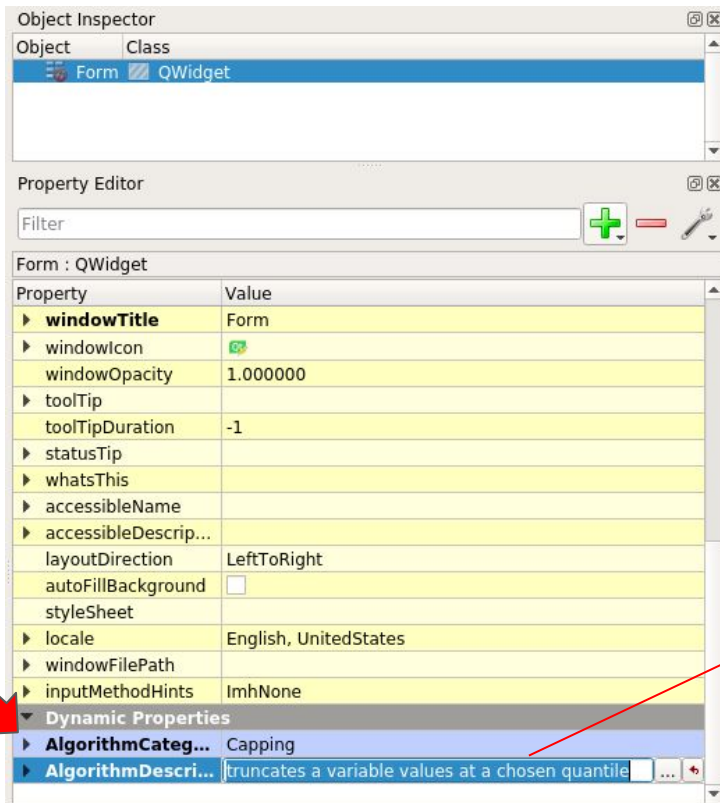 Object Inspector
Object Class
Form QWidget
Property Editor
Filter
Form : QWidget
Property Value
windowTitle Form
windowIcon
windowOpacity 1.000000
toolTip
toolTipDuration -1
statusTip
whatsThis
accessibleName
accessibleDescrip...
layoutDirection LeftToRight
autoFillBackground
styleSheet
locale English, UnitedStates
windowFilePath
inputMethodHints ImhNone
Dynamic Properties
AlgorithmCateg... Capping
AlgorithmDescri... truncates a variable values at a chosen quantile ...